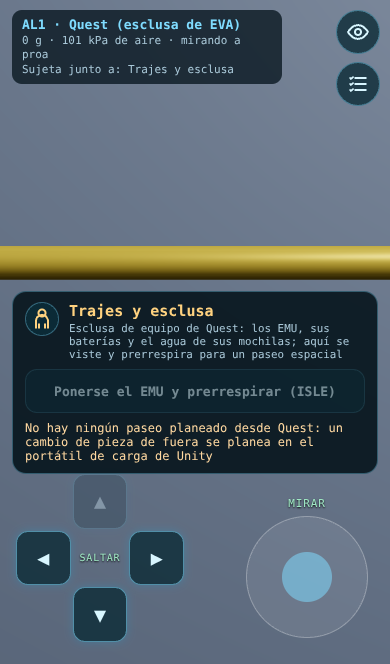 AL1 · Quest (esclusa de EVA)
0 g · 101 kPa de aire · mirando a
proa
Sujeta junto a: Trajes y esclusa
Trajes y esclusa
Esclusa de equipo de Quest: los EMU, sus
baterías y el agua de sus mochilas; aquí se
viste y prerrespira para un paseo espacial
Ponerse el EMU y prerrespirar (ISLE)
No hay ningún paseo planeado desde Quest: un
cambio de pieza de fuera se planea en el
portátil de carga de Unity
MIRAR
SALTAR